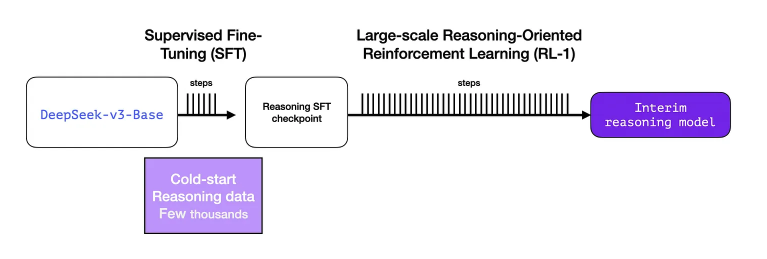 Supervised Fine-
Tuning (SFT)
Large-scale Reasoning-Oriented
Reinforcement Learning (RL-1)
steps
steps
DeepSeek-v3-Base
Reasoning SFT
checkpoint
Interim
reasoning model
Cold-start
Reasoning data
Few thousands